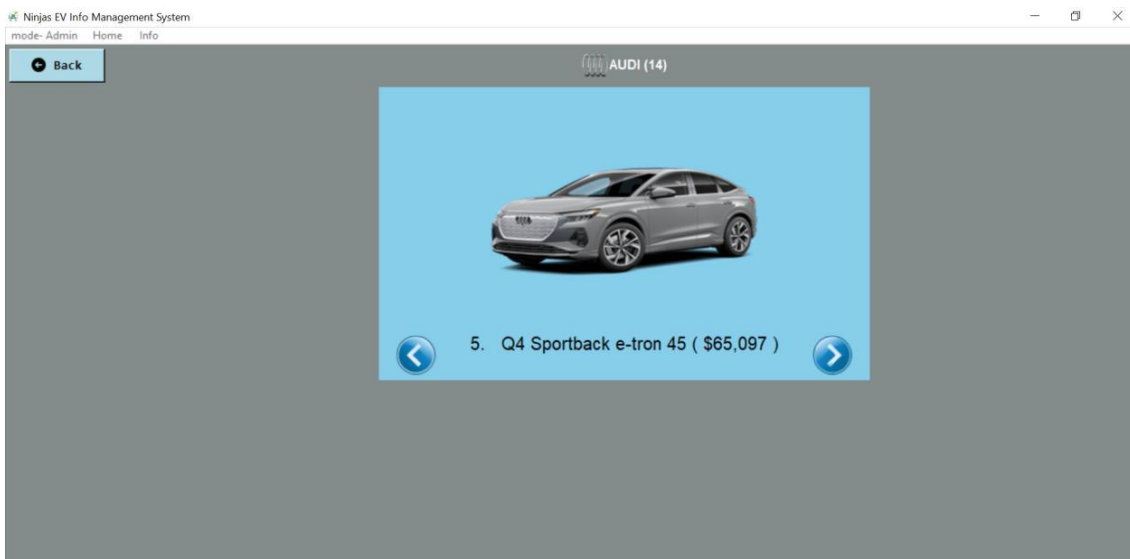 Ninjas EV Info Management System
mode- Admin Home Info
Back
AUDI (14)
5. Q4 Sportback e-tron 45 ( $65,097 )